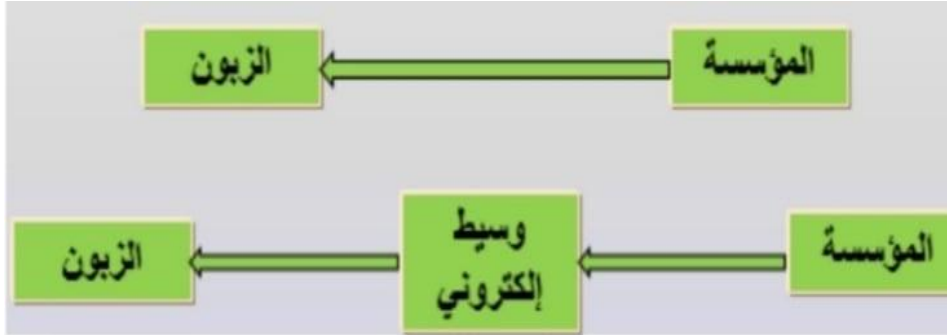 المؤسسة
الزبون
المؤسسة
وسيط
إلكتروني
الزبون